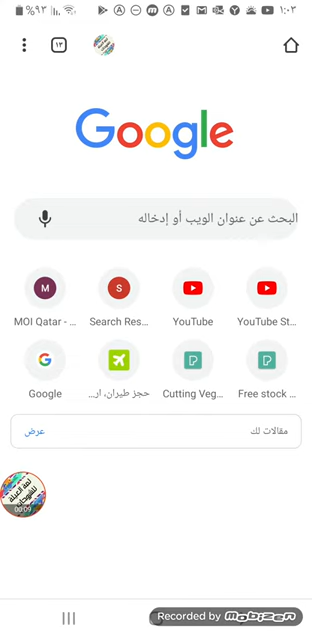 %٩٣ ١:٠٣
١٣
Google
البحث عن عنوان الويب أو إدخاله
M S
MOI Qatar - ... Search Res... YouTube YouTube St...
Google حجز طيران، ار... Cutting Veg... Free stock ...
مقالات لك عرض
00:09
Recorded by mobizen